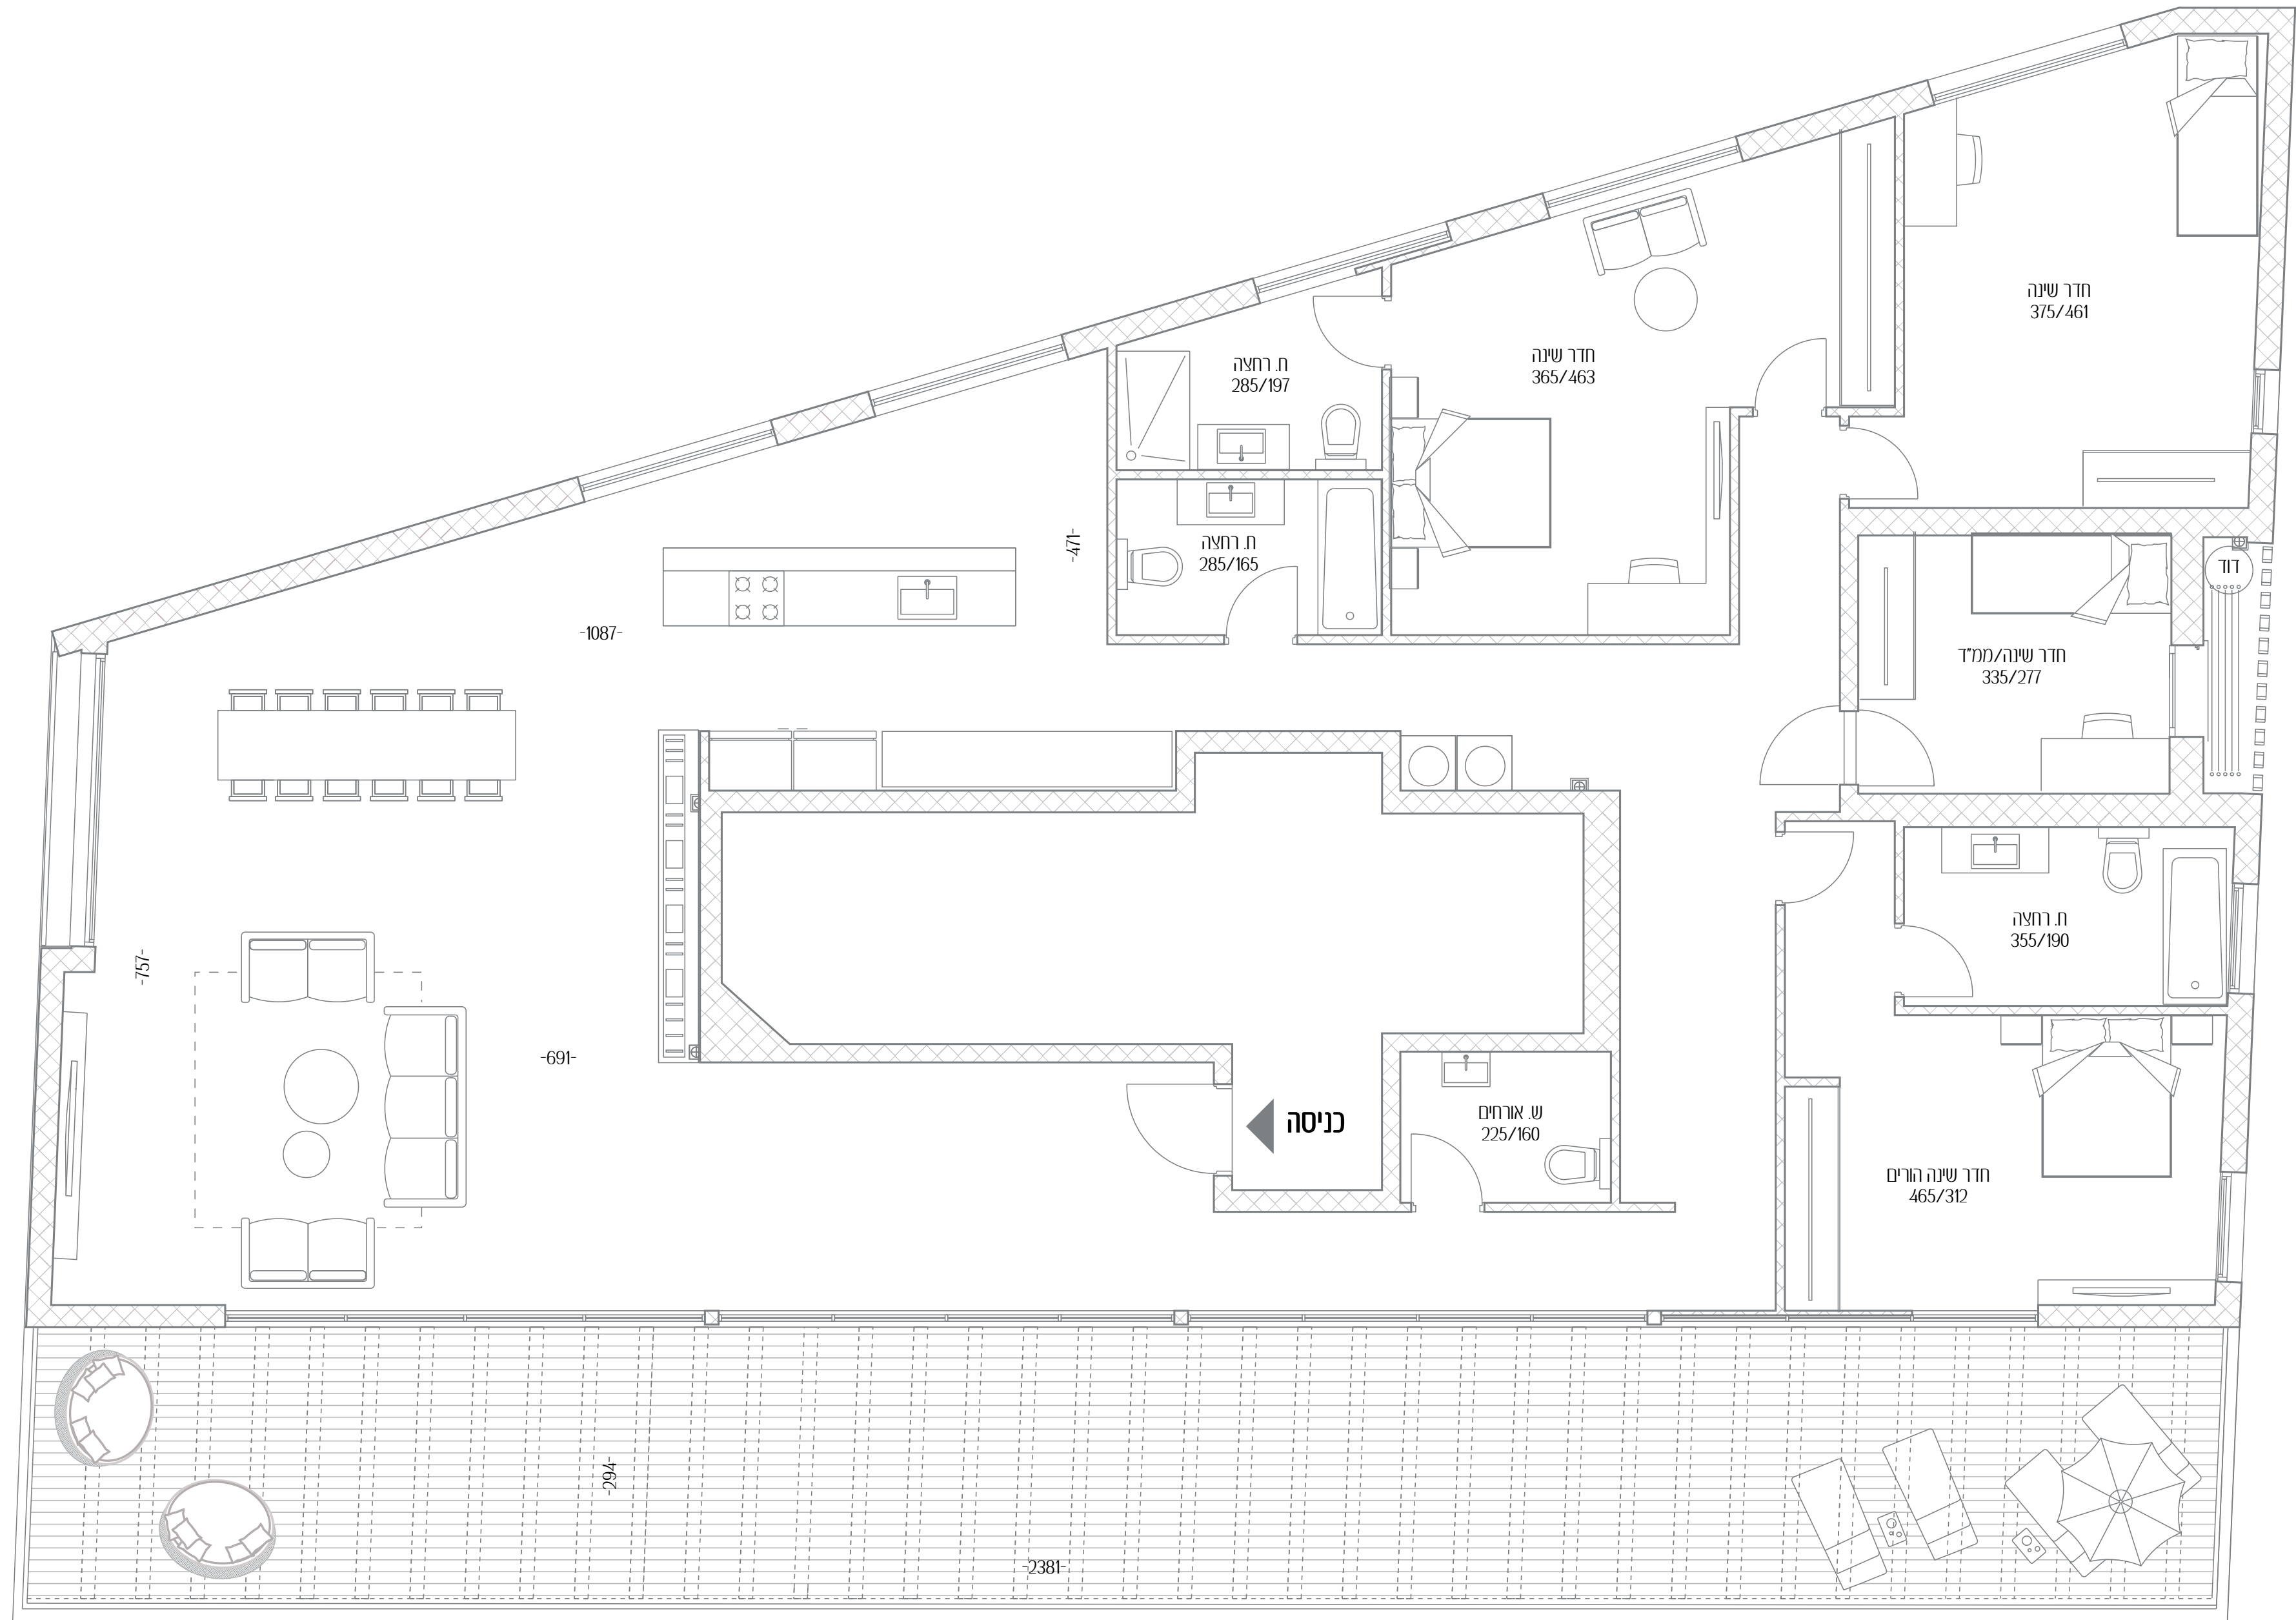 חדר שינה
375/461
חדר שינה
365/463
ח. רחצה
285/197
ח. רחצה
285/165
-471-
דוד
-1087-
חדר שינה/ממ"ד
335/277
ח. רחצה
355/190
-757-
-691-
כניסה
ש. אורחים
225/160
חדר שינה הורים
465/312
-294-
-2381-